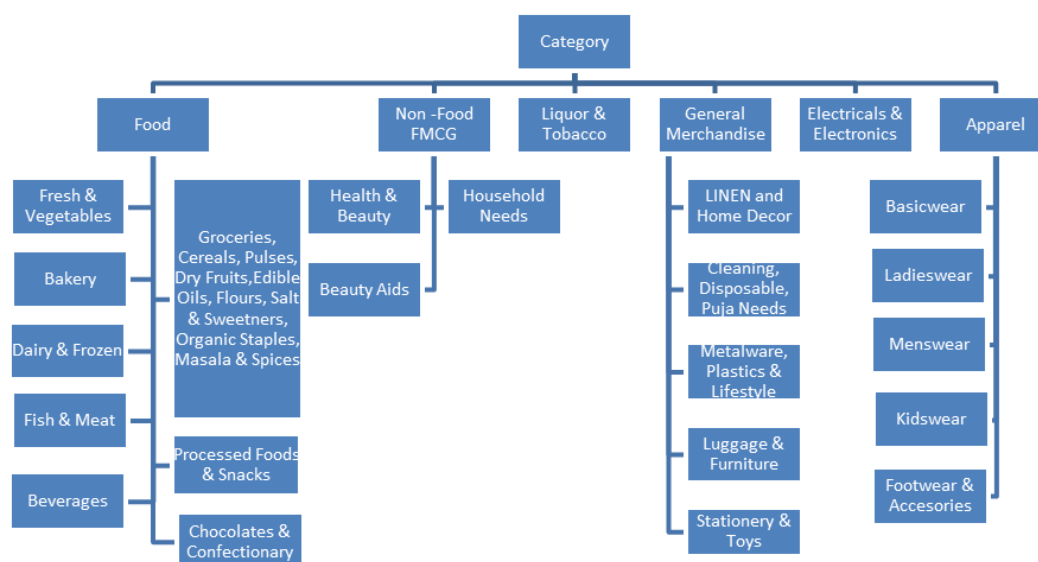 Category
Food
Non -Food
FMCG
Liquor &
Tobacco
General
Merchandise
Electricals &
Electronics
Apparel
Fresh &
Vegetables
Bakery
Dairy & Frozen
Fish & Meat
Beverages
Groceries,
Cereals, Pulses,
Dry Fruits,Edible
Oils, Flours, Salt
& Sweetners,
Organic Staples,
Masala & Spices
Processed Foods
& Snacks
Chocolates &
Confectionary
Health &
Beauty
Household
Needs
Beauty Aids
LINEN and
Home Decor
Cleaning,
Disposable,
Puja Needs
Metalware,
Plastics &
Lifestyle
Luggage &
Furniture
Stationery &
Toys
Basicwear
Ladieswear
Menswear
Kidswear
Footwear &
Accesories